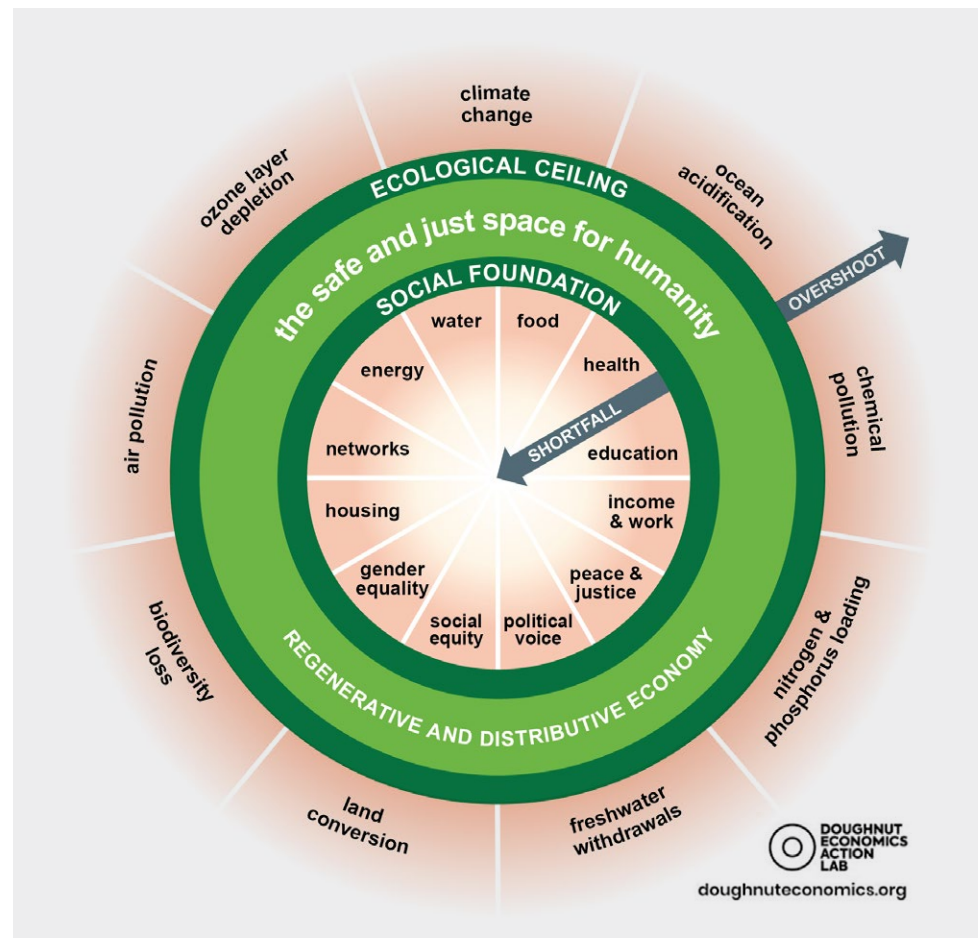 climate
change
ocean
acidification
OVERSHOOT
chemical
pollution
nitrogen &
phosphorus loading
freshwater
withdrawals
land
conversion
biodiversity
loss
air pollution
ozone layer
depletion
ECOLOGICAL CEILING
the safe and just space for humanity
SOCIAL FOUNDATION
water
food
health
SHORTFALL
education
income
& work
peace &
justice
political
voice
social
equity
gender
equality
housing
networks
energy
REGENERATIVE AND DISTRIBUTIVE ECONOMY
DOUGHNUT
ECONOMICS
ACTION
LAB
doughnuteconomics.org